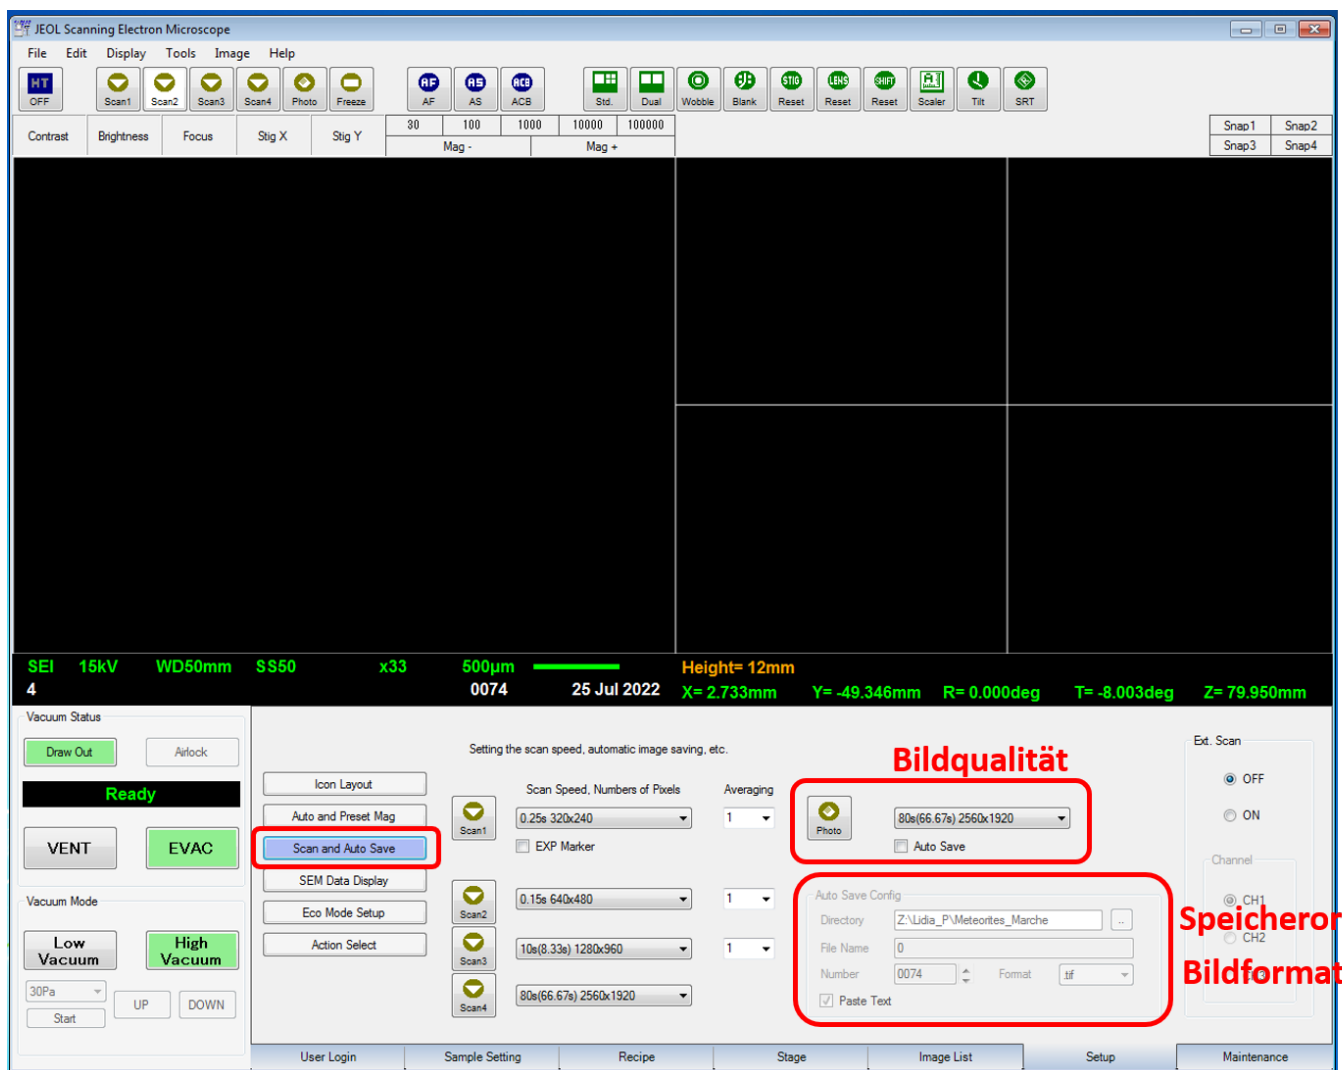 JEOL Scanning Electron Microscope
File Edit Display Tools Image Help
HT
OFF Scan1 Scan2 Scan3 Scan4 Photo Freeze AF AF AS AS ACB ACB Std. Dual Wobble Blank STIG Reset LENS Reset SHIFT Reset Scaler Tilt SRT
Contrast Brightness Focus Stig X Stig Y
30 100 1000 10000 100000
Mag - Mag +
Snap1 Snap2
Snap3 Snap4
SEI 15kV WD50mm SS50 x33 500µm Height= 12mm
4 0074 25 Jul 2022 X= 2.733mm Y= -49.346mm R= 0.000deg T= -8.003deg Z= 79.950mm
Vacuum Status
Draw Out Airlock
Ready
VENT EVAC
Vacuum Mode
Low Vacuum High Vacuum
30Pa
Start UP DOWN
Setting the scan speed, automatic image saving, etc.
Icon Layout
Auto and Preset Mag
Scan and Auto Save
SEM Data Display
Eco Mode Setup
Action Select
Scan Speed, Numbers of Pixels Averaging
Scan1 0.25s 320x240 1
EXP Marker
Scan2 0.15s 640x480 1
Scan3 10s(8.33s) 1280x960 1
Scan4 80s(66.67s) 2560x1920
Bildqualität
Photo 80s(66.67s) 2560x1920
Auto Save
Auto Save Config
Directory Z:\Lidia_P\Meteorites_Marche ..
File Name 0
Number 0074 Format .tif
Paste Text
Speicheror
Bildformat
Ext. Scan
OFF
ON
Channel
CH1
CH2
User Login Sample Setting Recipe Stage Image List Setup Maintenance